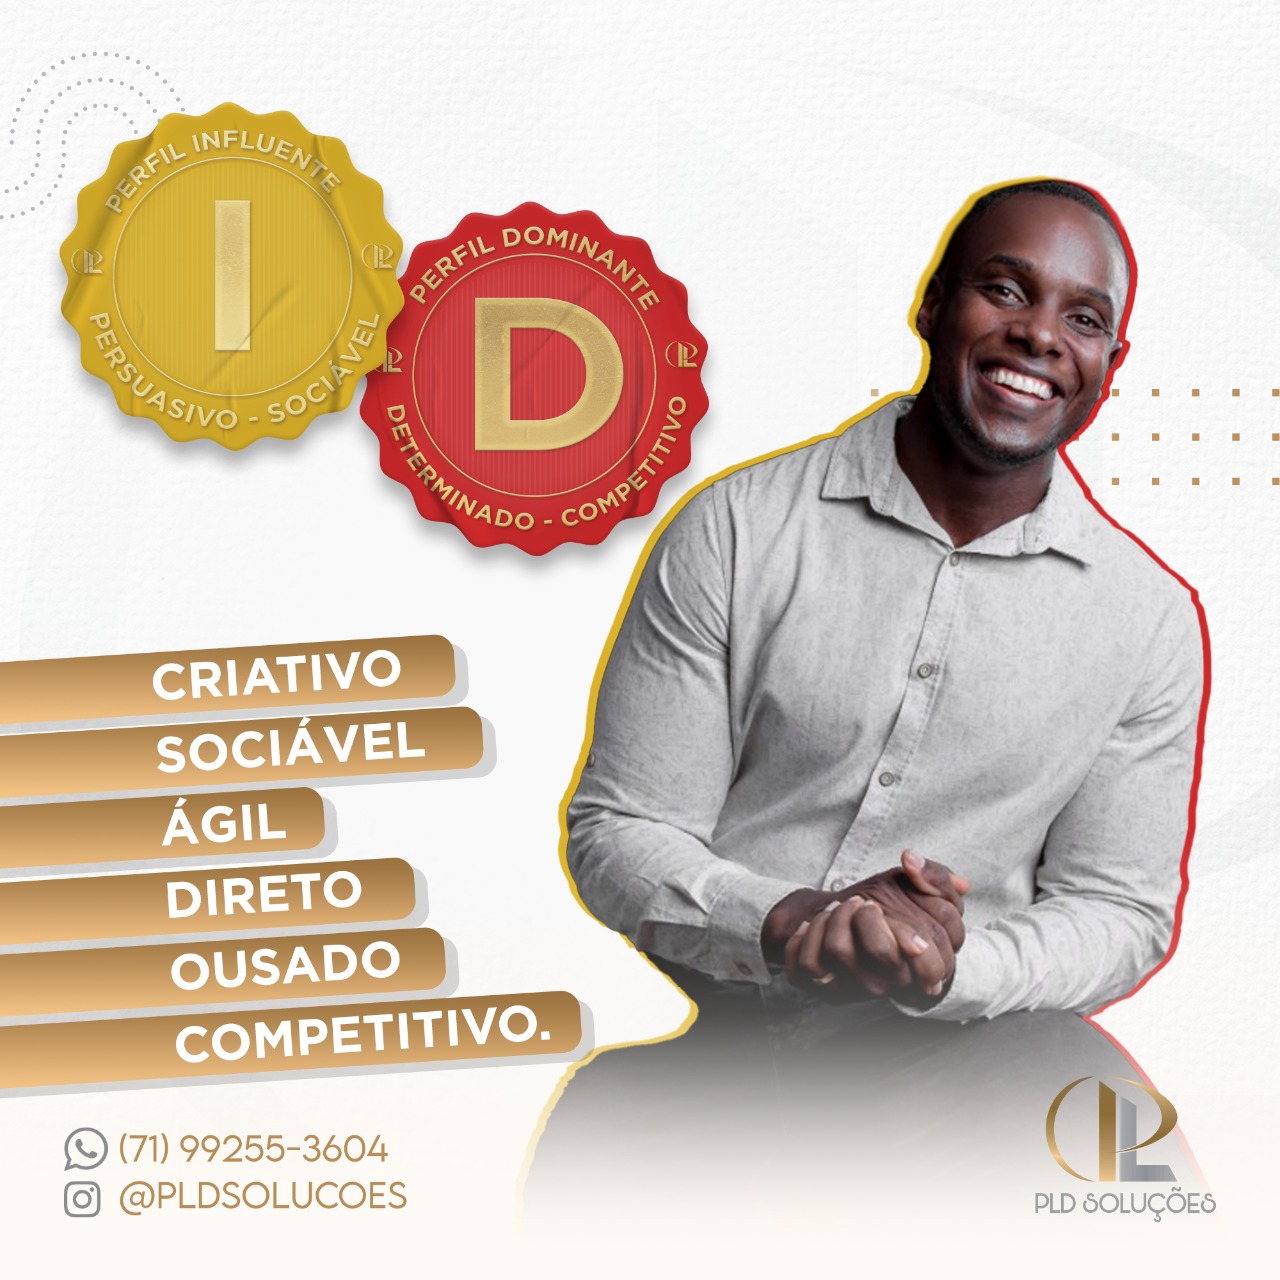 PERFIL INFLUENTE
I
PERSUASIVO - SOCIÁVEL
PERFIL DOMINANTE
D
DETERMINADO - COMPETITIVO
CRIATIVO
SOCIÁVEL
ÁGIL
DIRETO
OUSADO
COMPETITIVO.
(71) 99255-3604
@PLDSOLUCOES
PL
PLD SOLUÇÕES